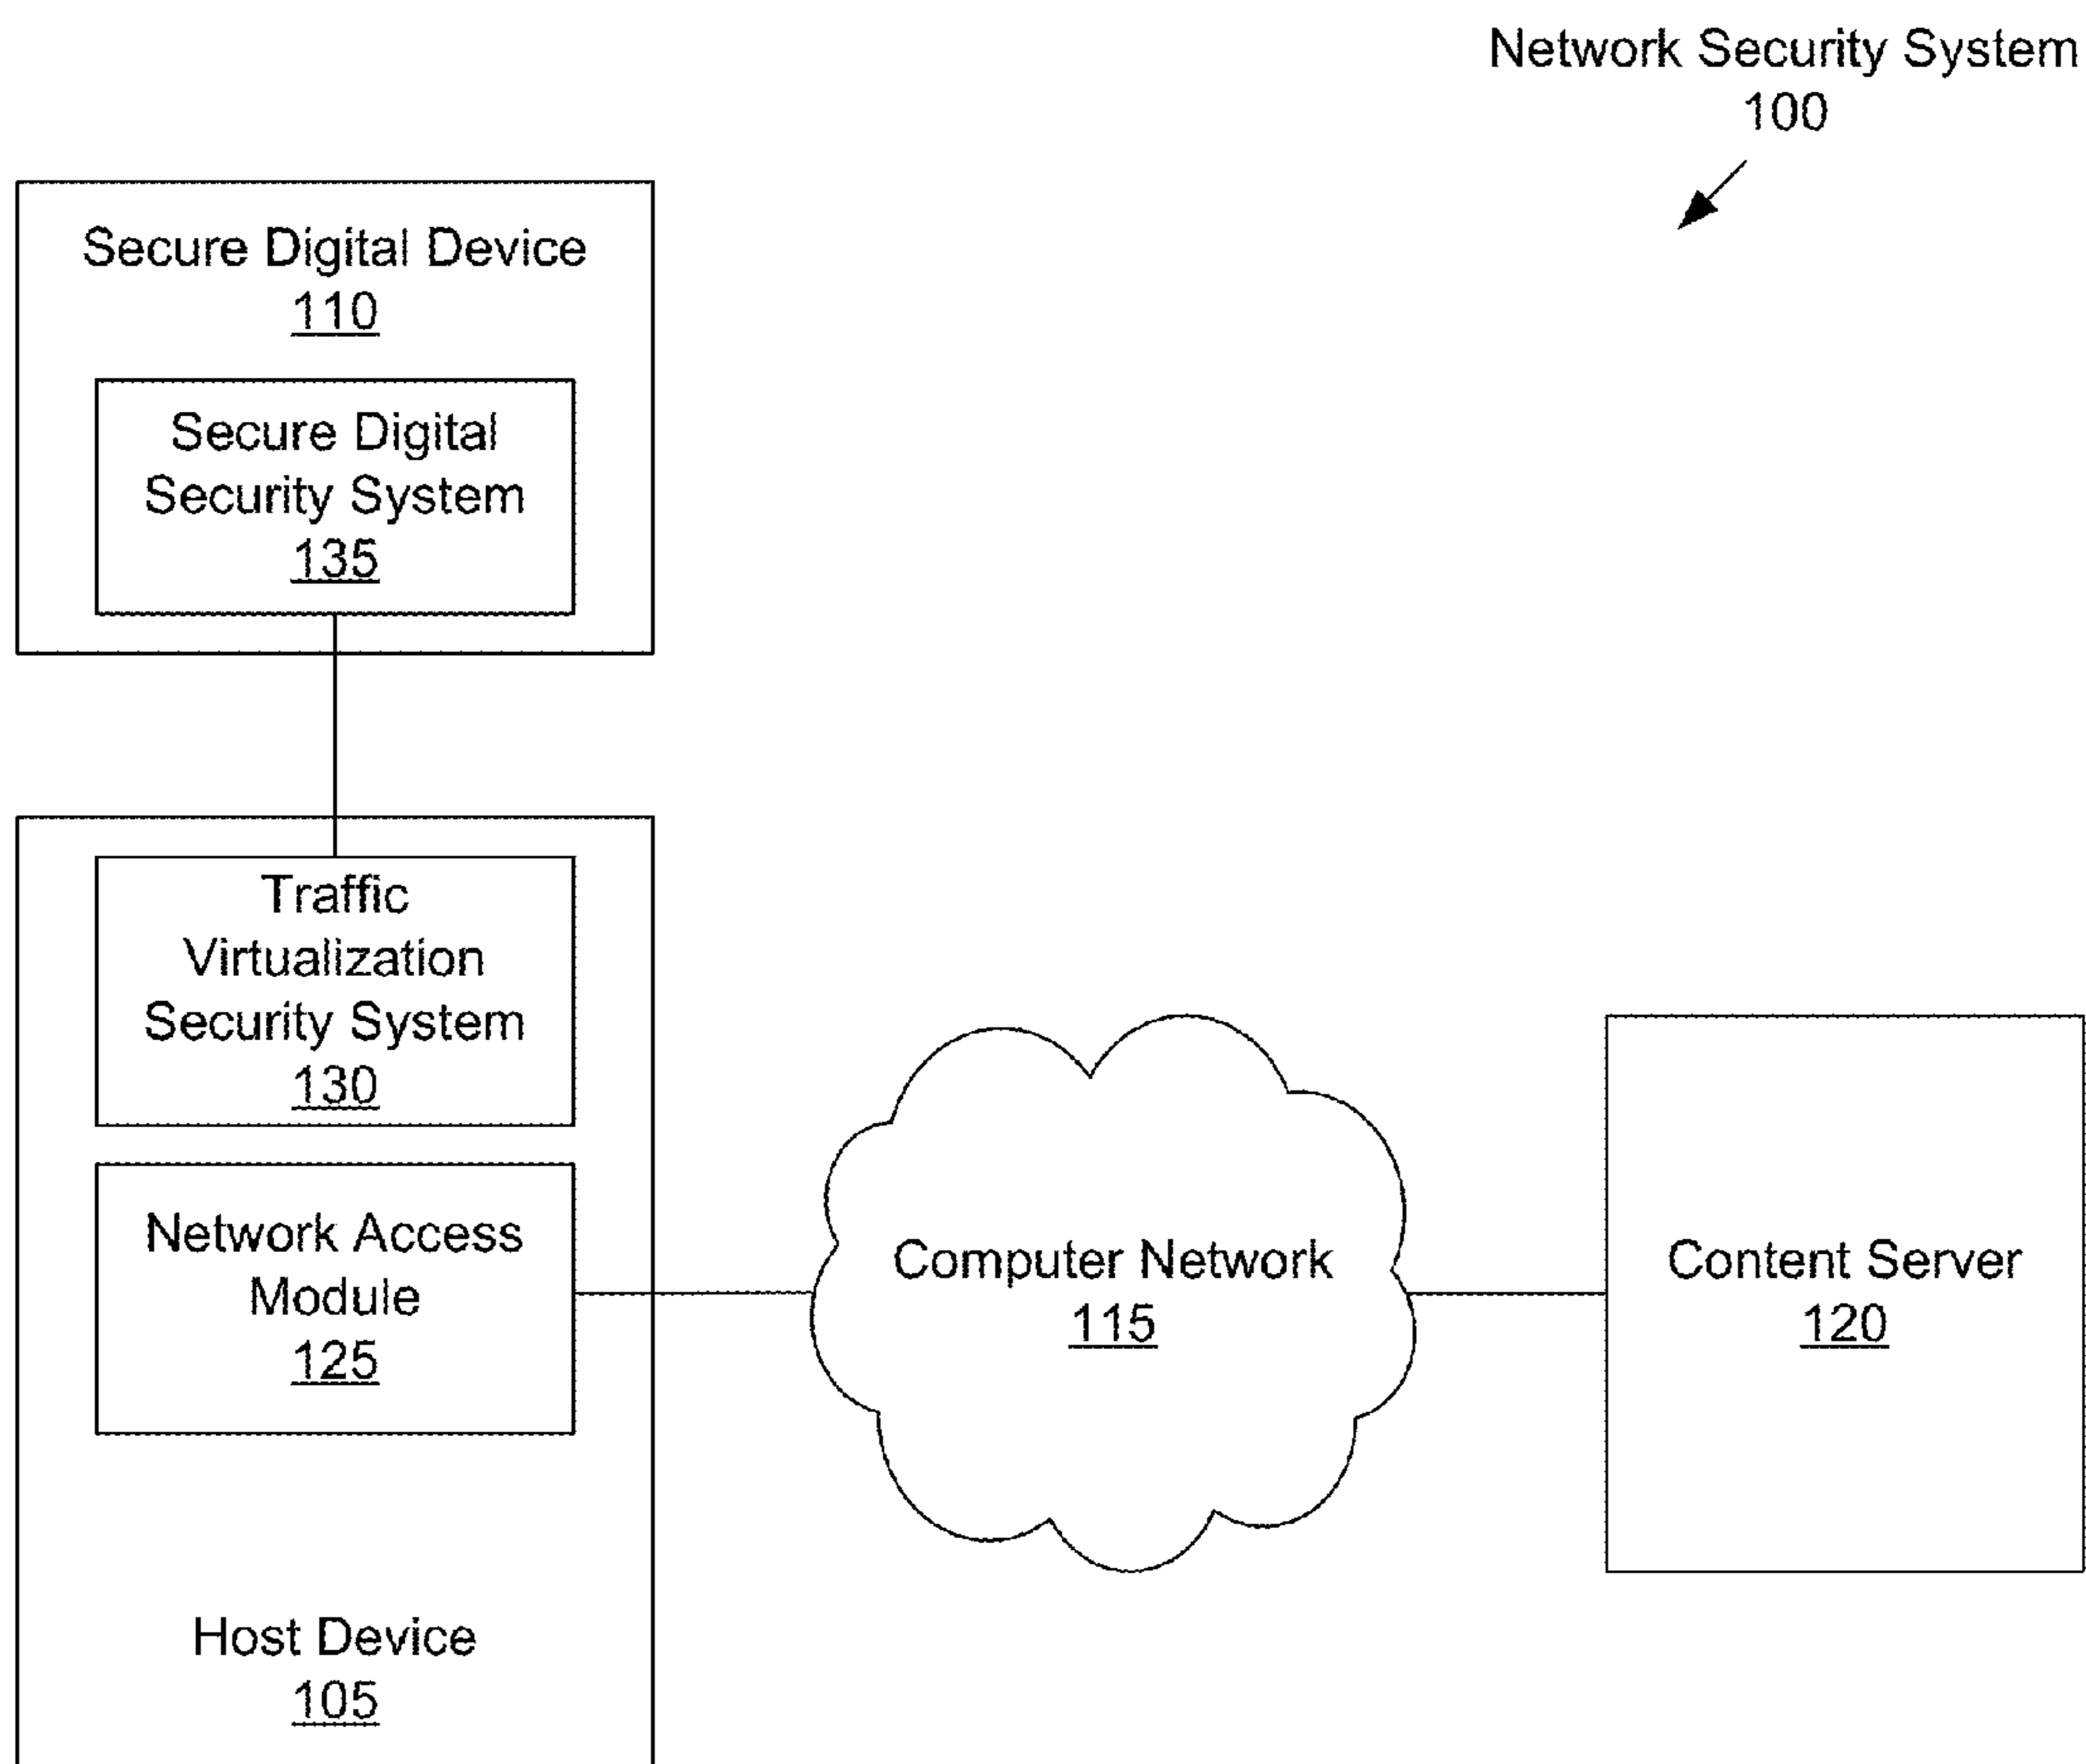 Network Security System
100
Secure Digital Device
110
Secure Digital
Security System
135
Traffic
Virtualization
Security System
130
Network Access
Module
125
Host Device
105
Computer Network
115
Content Server
120